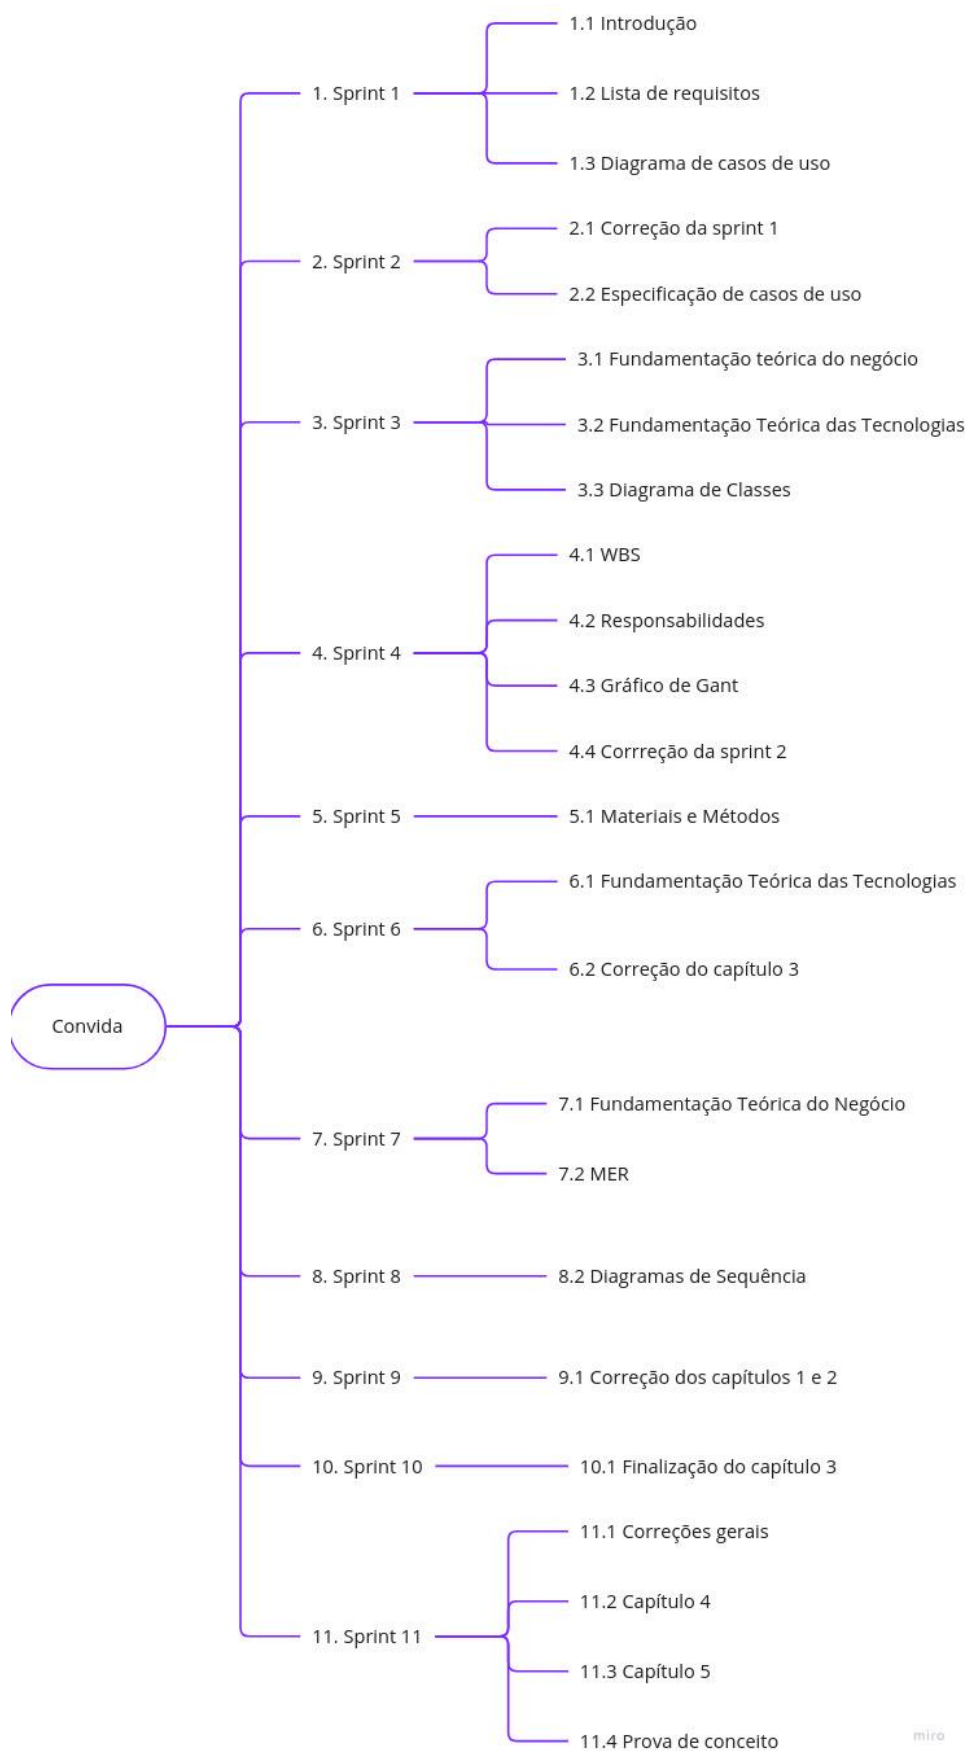 Convida
1. Sprint 1
1.1 Introdução
1.2 Lista de requisitos
1.3 Diagrama de casos de uso
2. Sprint 2
2.1 Correção da sprint 1
2.2 Especificação de casos de uso
3. Sprint 3
3.1 Fundamentação teórica do negócio
3.2 Fundamentação Teórica das Tecnologias
3.3 Diagrama de Classes
4. Sprint 4
4.1 WBS
4.2 Responsabilidades
4.3 Gráfico de Gant
4.4 Corrreção da sprint 2
5. Sprint 5
5.1 Materiais e Métodos
6. Sprint 6
6.1 Fundamentação Teórica das Tecnologias
6.2 Correção do capítulo 3
7. Sprint 7
7.1 Fundamentação Teórica do Negócio
7.2 MER
8. Sprint 8
8.2 Diagramas de Sequência
9. Sprint 9
9.1 Correção dos capítulos 1 e 2
10. Sprint 10
10.1 Finalização do capítulo 3
11. Sprint 11
11.1 Correções gerais
11.2 Capítulo 4
11.3 Capítulo 5
11.4 Prova de conceito
miro